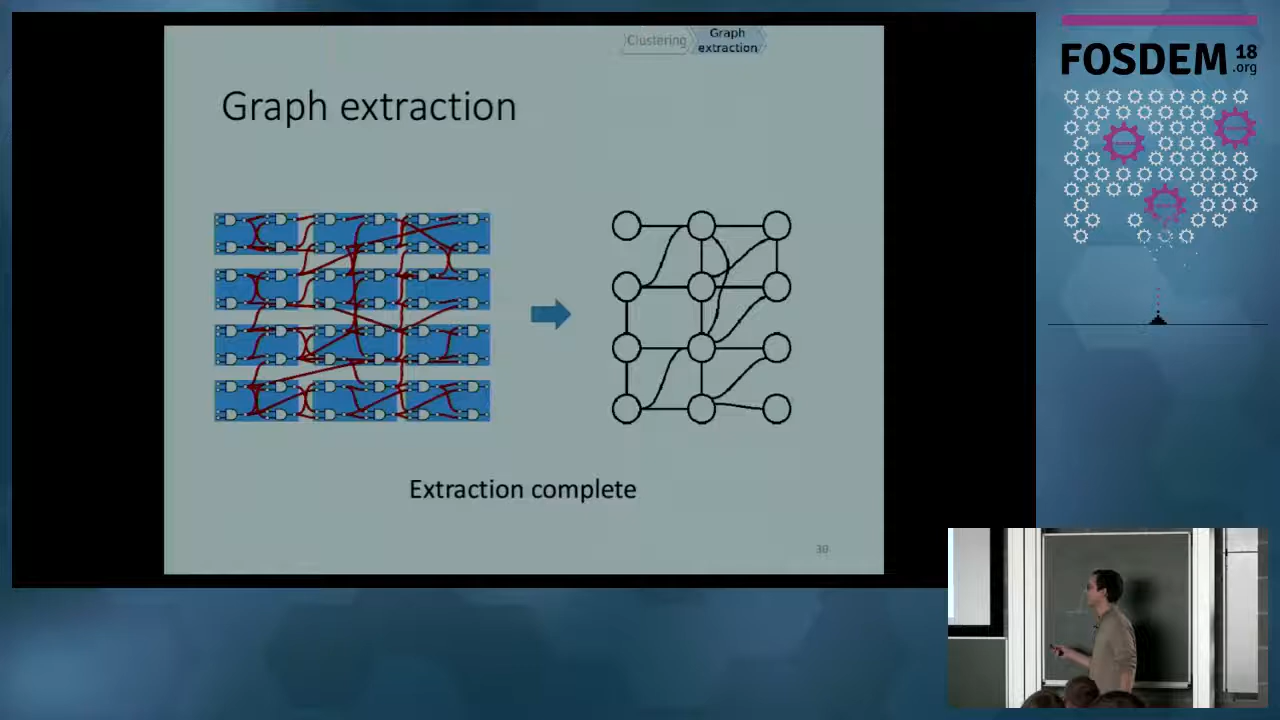 Clustering
Graph
extraction
Graph extraction
Extraction complete
30
FOSDEM 18
.org